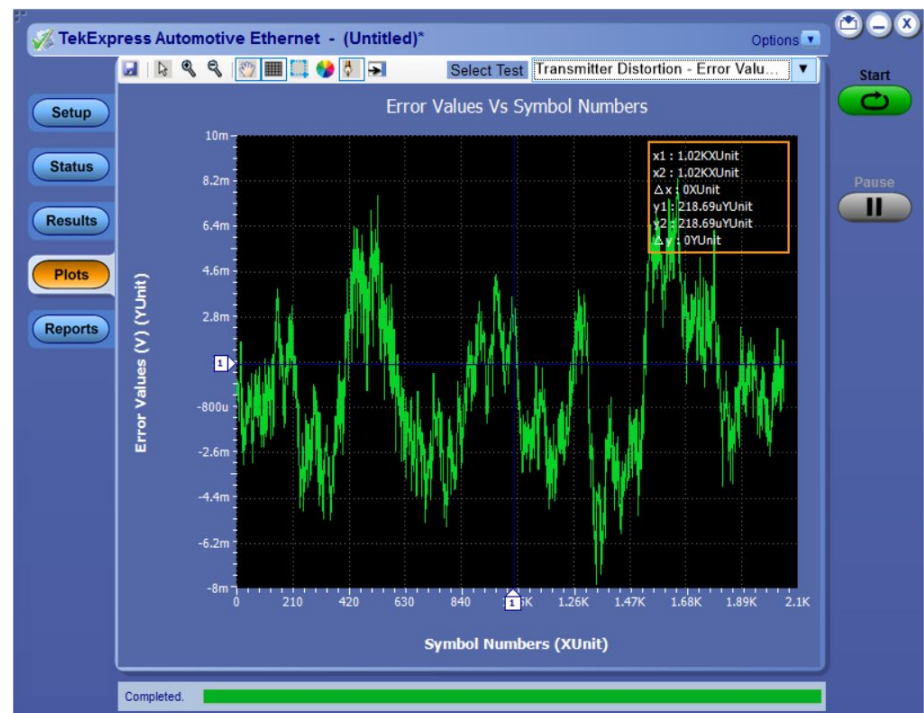 TekExpress Automotive Ethernet - (Untitled)*
Options
Select Test
Transmitter Distortion - Error Valu...
Start
Pause
Setup
Status
Results
Plots
Reports
Error Values Vs Symbol Numbers
x1 : 1.02KXUnit
x2 : 1.02KXUnit
Δ x : 0XUnit
y1 : 218.69uYUnit
y2 : 218.69uYUnit
Δ y : 0YUnit
Error Values (V) (YUnit)
10m
8.2m
6.4m
4.6m
2.8m
1
-800u
-2.6m
-4.4m
-6.2m
-8m
0 210 420 630 840 1 1.26K 1.47K 1.68K 1.89K 2.1K
Symbol Numbers (XUnit)
Completed.